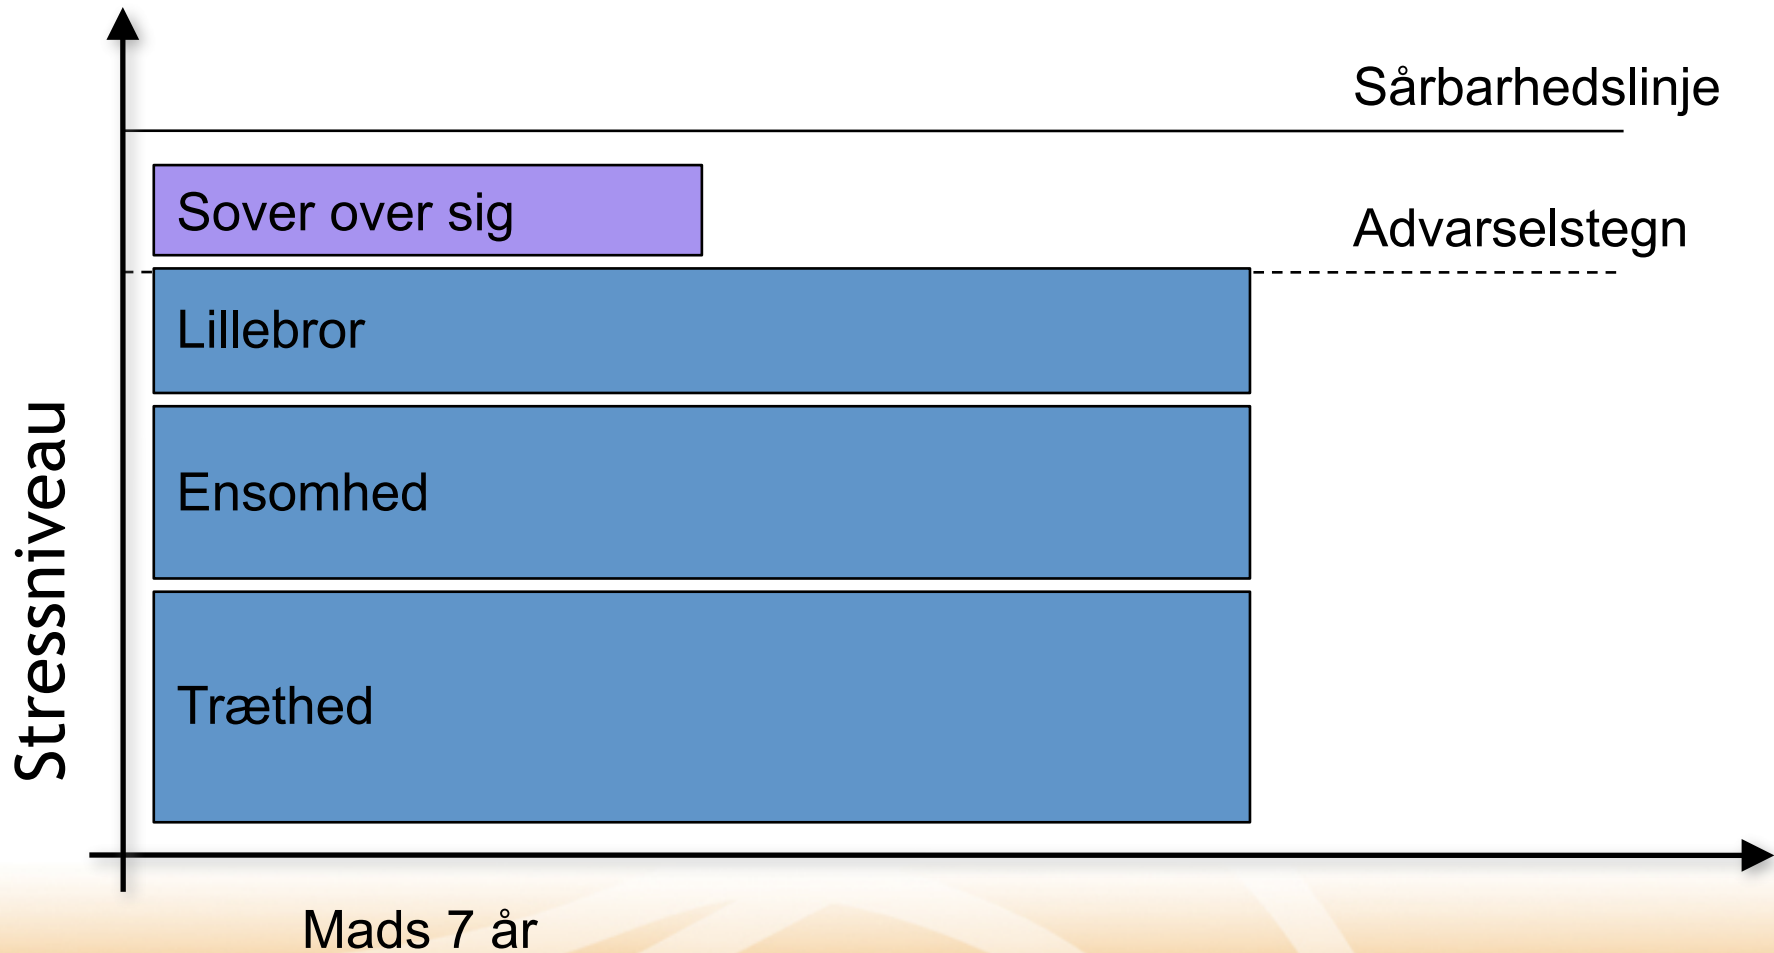 Sårbarhedslinje
Sover over sig
Advarselstegn
Lillebror
Ensomhed
Træthed
Stressniveau
Mads 7 år